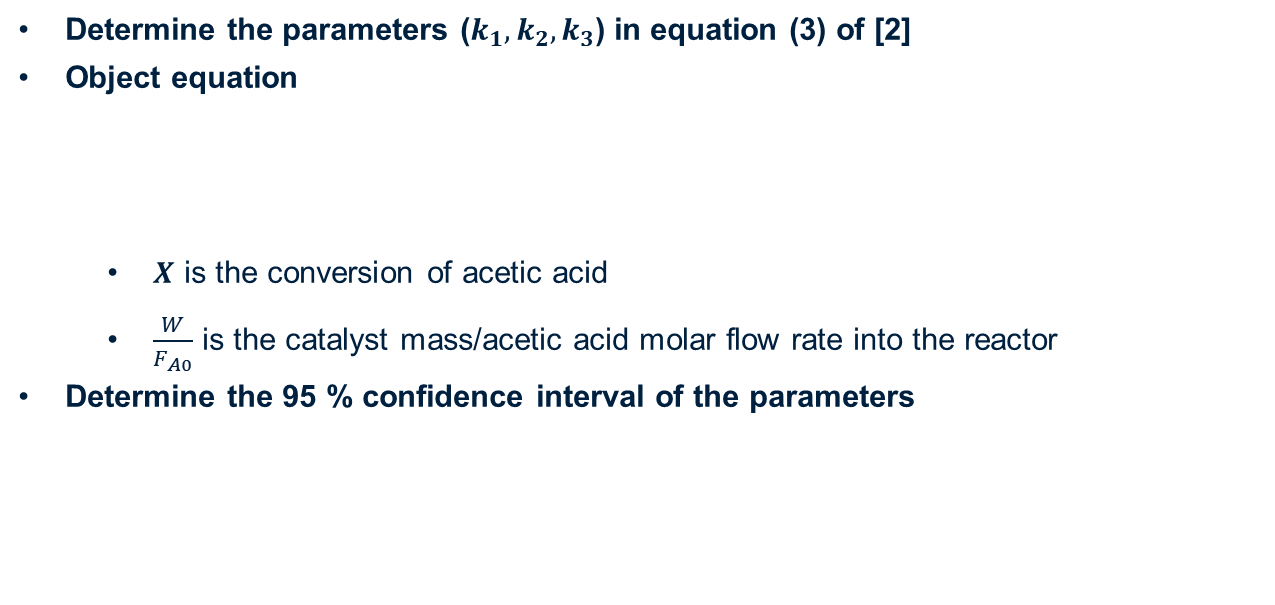 • Determine the parameters (k₁, k₂, k₃) in equation (3) of [2]
• Object equation
• X is the conversion of acetic acid
• W/F_A0 is the catalyst mass/acetic acid molar flow rate into the reactor
• Determine the 95 % confidence interval of the parameters